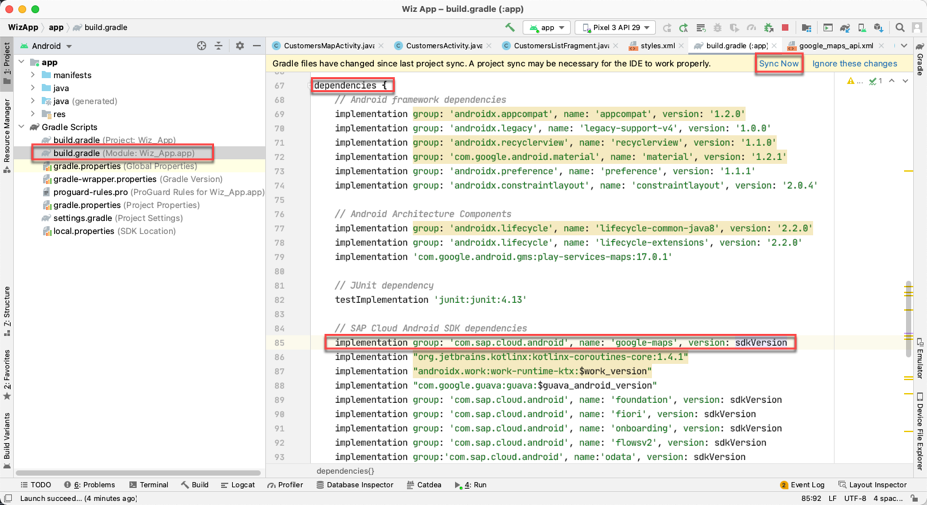 Wiz App – build.gradle (:app)
WizApp › app › build.gradle
app
Pixel 3 API 29
Android
CustomersMapActivity.java
CustomersActivity.java
CustomersListFragment.java
styles.xml
build.gradle (:app)
google_maps_api.xml
Gradle files have changed since last project sync. A project sync may be necessary for the IDE to work properly.
Sync Now
Ignore these changes
1: Project
Resource Manager
Z: Structure
2: Favorites
Build Variants
app
manifests
java
java (generated)
res
Gradle Scripts
build.gradle (Project: Wiz_App)
build.gradle (Module: Wiz_App.app)
gradle.properties (Global Properties)
gradle-wrapper.properties (Gradle Version)
proguard-rules.pro (ProGuard Rules for Wiz_App.app)
gradle.properties (Project Properties)
settings.gradle (Project Settings)
local.properties (SDK Location)
... 1
67 dependencies {
68 // Android framework dependencies
69 implementation group: 'androidx.appcompat', name: 'appcompat', version: '1.2.0'
70 implementation group: 'androidx.legacy', name: 'legacy-support-v4', version: '1.0.0'
71 implementation group: 'androidx.recyclerview', name: 'recyclerview', version: '1.1.0'
72 implementation group: 'com.google.android.material', name: 'material', version: '1.2.1'
73 implementation group: 'androidx.preference', name: 'preference', version: '1.1.1'
74 implementation group: 'androidx.constraintlayout', name: 'constraintlayout', version: '2.0.4'
75
76 // Android Architecture Components
77 implementation group: 'androidx.lifecycle', name: 'lifecycle-common-java8', version: '2.2.0'
78 implementation group: 'androidx.lifecycle', name: 'lifecycle-extensions', version: '2.2.0'
79 implementation 'com.google.android.gms:play-services-maps:17.0.1'
80
81 // JUnit dependency
82 testImplementation 'junit:junit:4.13'
83
84 // SAP Cloud Android SDK dependencies
85 implementation group: 'com.sap.cloud.android', name: 'google-maps', version: sdkVersion
86 implementation "org.jetbrains.kotlinx:kotlinx-coroutines-core:1.4.1"
87 implementation "androidx.work:work-runtime-ktx:$work_version"
88 implementation "com.google.guava:guava:$guava_android_version"
89 implementation group: 'com.sap.cloud.android', name: 'foundation', version: sdkVersion
90 implementation group: 'com.sap.cloud.android', name: 'fiori', version: sdkVersion
91 implementation group: 'com.sap.cloud.android', name: 'onboarding', version: sdkVersion
92 implementation group: 'com.sap.cloud.android', name: 'flowsv2', version: sdkVersion
93 implementation group:'com.sap.cloud.android', name:'odata', version: sdkVersion
dependencies{}
Gradle
Emulator
Device File Explorer
TODO
6: Problems
Terminal
Build
Logcat
Profiler
Database Inspector
Catdea
4: Run
2 Event Log
Layout Inspector
Launch succeed... (4 minutes ago)
85:92 LF UTF-8 4 spac...